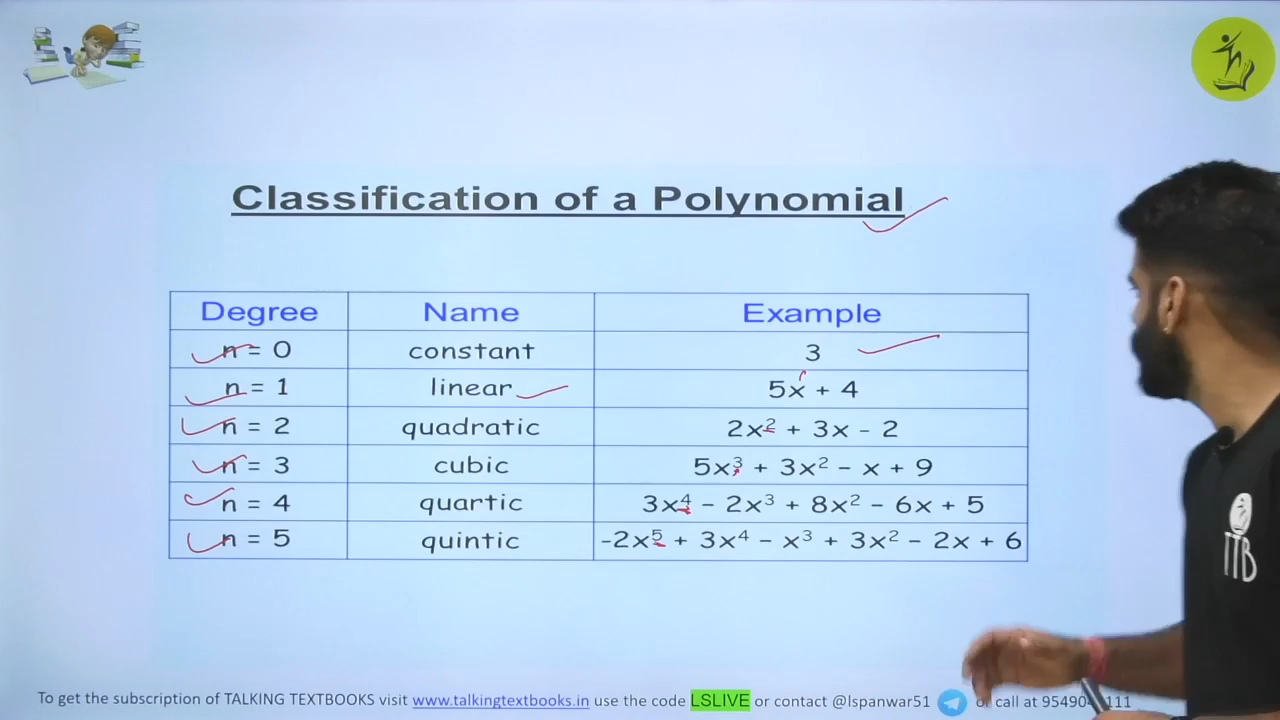 Classification of a Polynomial
Degree Name Example
n = 0 constant 3
n = 1 linear 5x + 4
n = 2 quadratic 2x² + 3x - 2
n = 3 cubic 5x³ + 3x² - x + 9
n = 4 quartic 3x⁴ - 2x³ + 8x² - 6x + 5
n = 5 quintic -2x⁵ + 3x⁴ - x³ + 3x² - 2x + 6
ITB
To get the subscription of TALKING TEXTBOOKS visit www.talkingtextbooks.in use the code LSLIVE or contact @lspanwar51 or call at